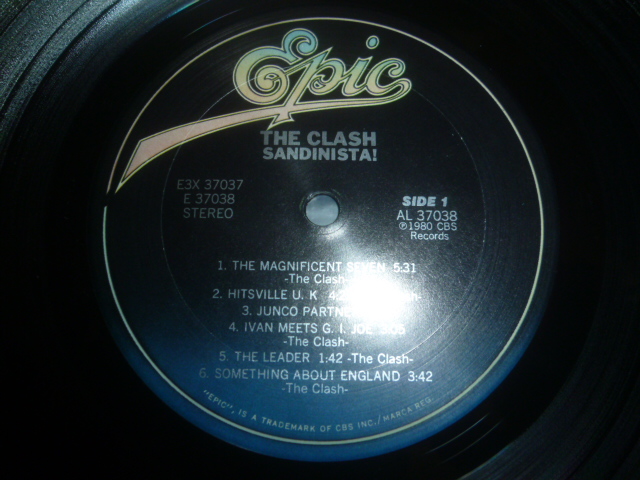 Epic
THE CLASH
SANDINISTA!
E3X 37037
E 37038
STEREO
SIDE 1
AL 37038
℗1980 CBS
Records
1. THE MAGNIFICENT SEVEN 5:31
-The Clash-
2. HITSVILLE U. K
3. JUNCO PARTNER
4. IVAN MEETS G. I. JOE
-The Clash-
5. THE LEADER 1:42 -The Clash-
6. SOMETHING ABOUT ENGLAND 3:42
-The Clash-
"EPIC", IS A TRADEMARK OF CBS INC./MARCA REG.